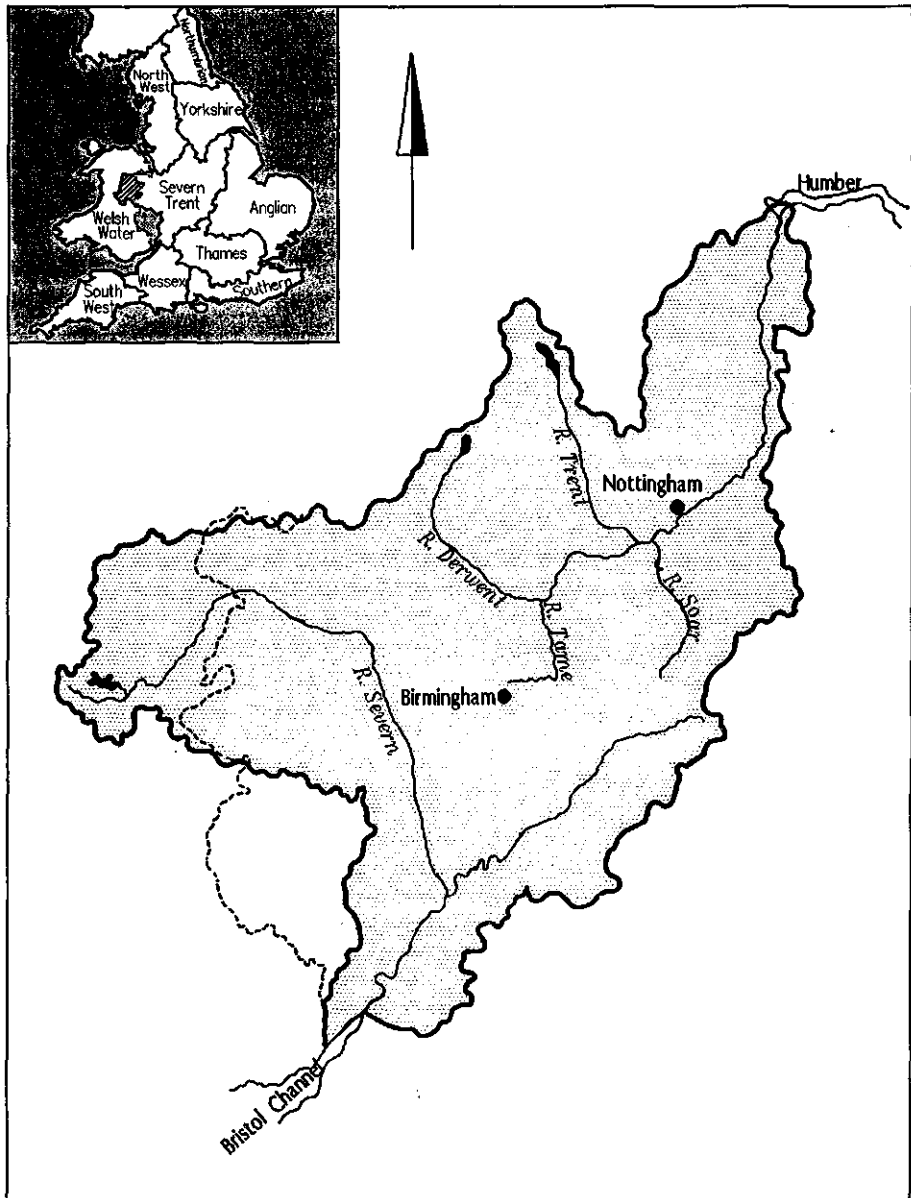 Northumbrian
North
West
Yorkshire
Severn
Trent
Welsh
Water
Anglian
Thames
Wessex
Southern
South
West
Humber
R. Trent
Nottingham
R. Derwent
R. Tame
R. Soar
Birmingham
R. Severn
Bristol Channel